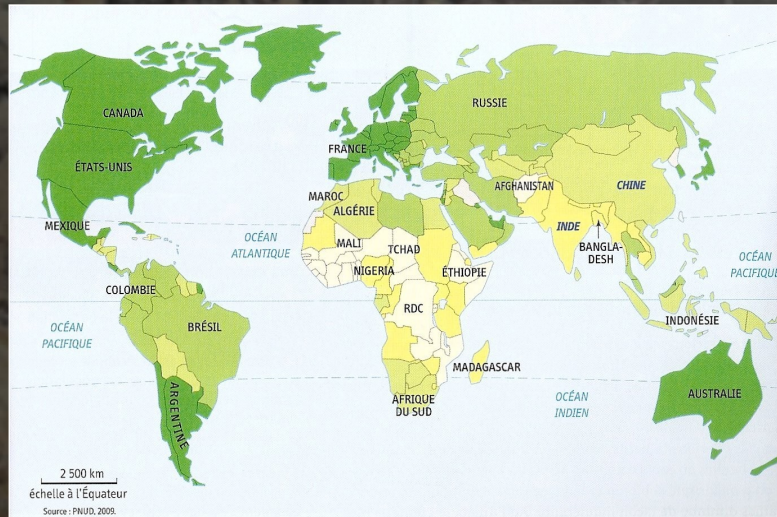 CANADA
RUSSIE
ÉTATS-UNIS
FRANCE
MEXIQUE
MAROC
ALGÉRIE
AFGHANISTAN
CHINE
INDE
BANGLA-
DESH
OCÉAN
ATLANTIQUE
MALI
TCHAD
NIGERIA
ÉTHIOPIE
OCÉAN
PACIFIQUE
COLOMBIE
BRÉSIL
RDC
INDONÉSIE
OCÉAN
PACIFIQUE
MADAGASCAR
ARGENTINE
AFRIQUE
DU SUD
OCÉAN
INDIEN
AUSTRALIE
2 500 km
échelle à l'Équateur
Source : PNUD, 2009.